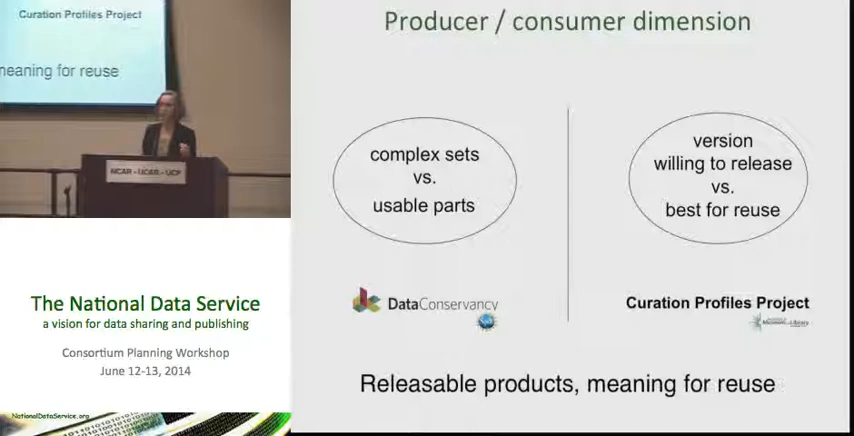 Curation Profiles Project
meaning for reuse
NCAR - UCAR - UCP
The National Data Service
a vision for data sharing and publishing
Consortium Planning Workshop
June 12-13, 2014
NationalDataService.org
Producer / consumer dimension
complex sets
vs.
usable parts
version
willing to release
vs.
best for reuse
DataConservancy
Curation Profiles Project
Releasable products, meaning for reuse